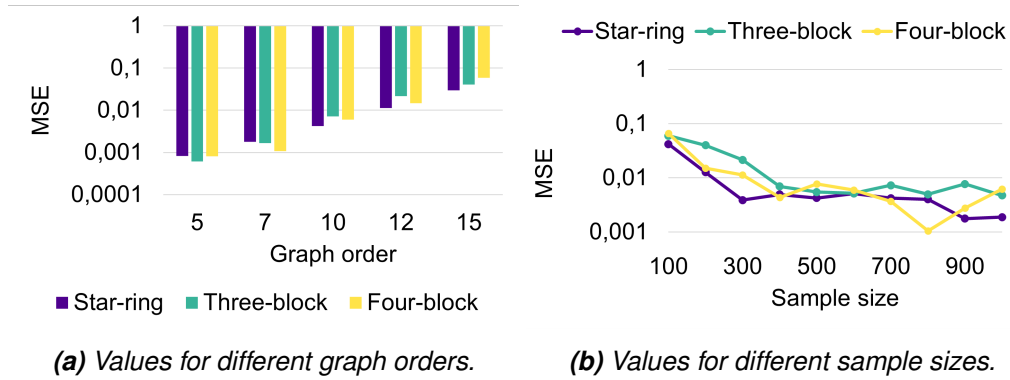 1
0,1
0,01
0,001
0,0001
MSE
5 7 10 12 15
Graph order
Star-ring Three-block Four-block
(a) Values for different graph orders.
Star-ring Three-block Four-block
1
0,1
0,01
0,001
MSE
100 300 500 700 900
Sample size
(b) Values for different sample sizes.